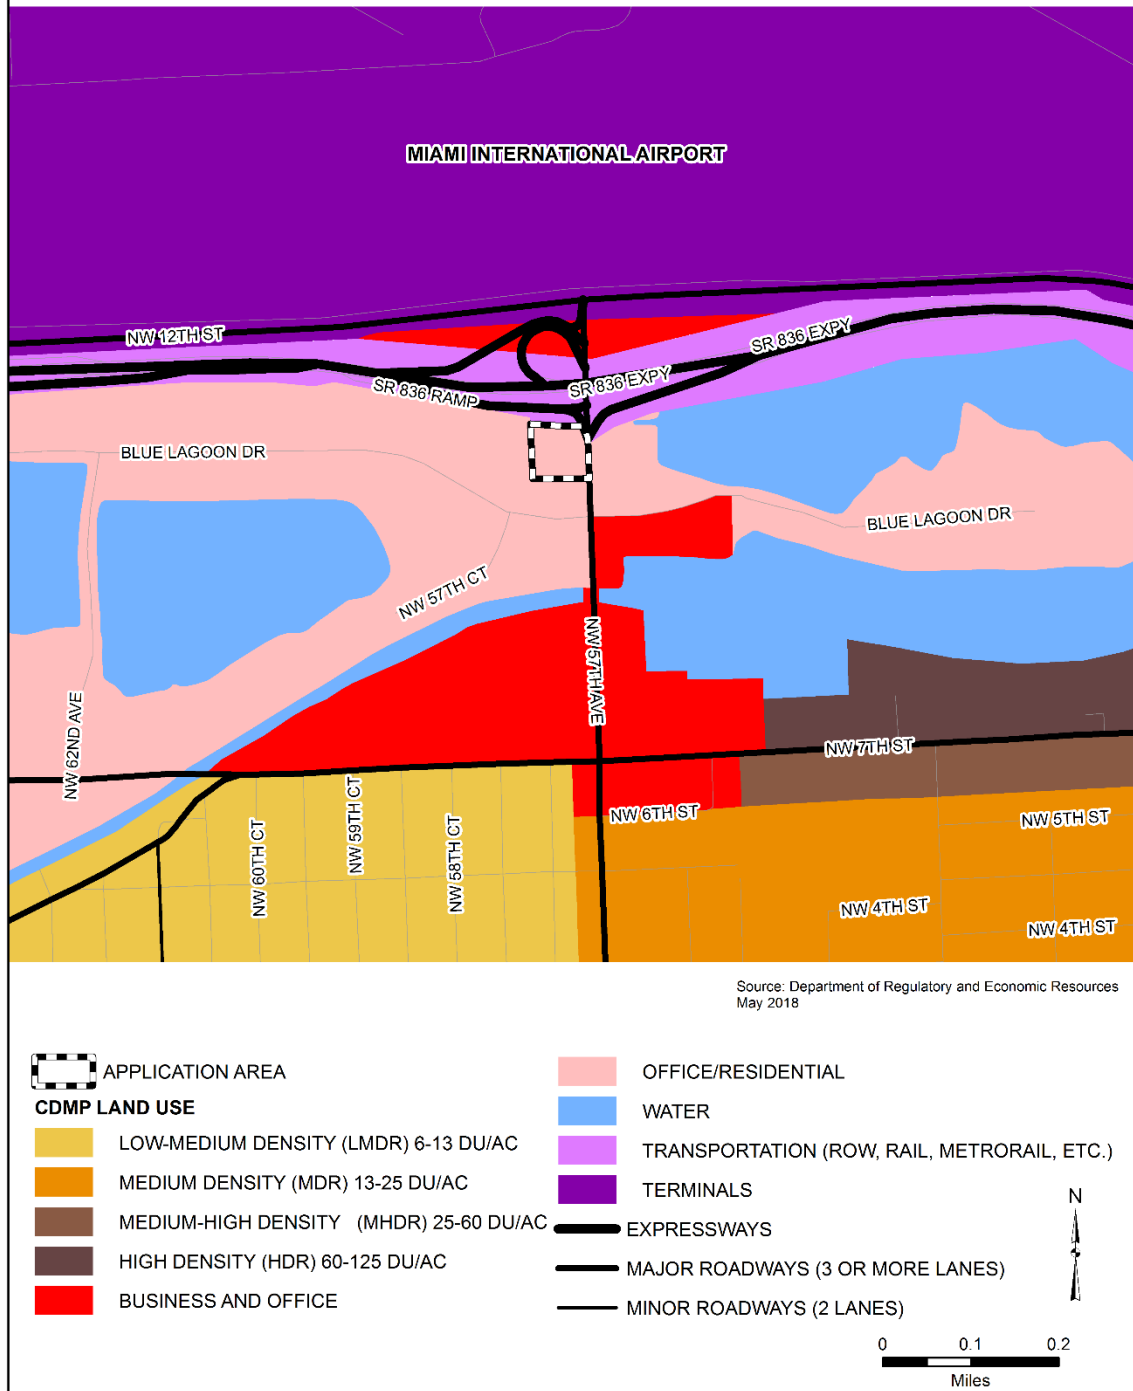 MIAMI INTERNATIONAL AIRPORT
NW 12TH ST
SR 836 EXPY
SR 836 RAMP
SR 836 EXPY
BLUE LAGOON DR
BLUE LAGOON DR
NW 57TH CT
NW 57TH AVE
NW 62ND AVE
NW 7TH ST
NW 60TH CT
NW 59TH CT
NW 58TH CT
NW 6TH ST
NW 5TH ST
NW 4TH ST
NW 4TH ST
Source: Department of Regulatory and Economic Resources
May 2018
APPLICATION AREA
CDMP LAND USE
LOW-MEDIUM DENSITY (LMDR) 6-13 DU/AC
MEDIUM DENSITY (MDR) 13-25 DU/AC
MEDIUM-HIGH DENSITY (MHDR) 25-60 DU/AC
HIGH DENSITY (HDR) 60-125 DU/AC
BUSINESS AND OFFICE
OFFICE/RESIDENTIAL
WATER
TRANSPORTATION (ROW, RAIL, METRORAIL, ETC.)
TERMINALS
EXPRESSWAYS
MAJOR ROADWAYS (3 OR MORE LANES)
MINOR ROADWAYS (2 LANES)
N
0 0.1 0.2
Miles